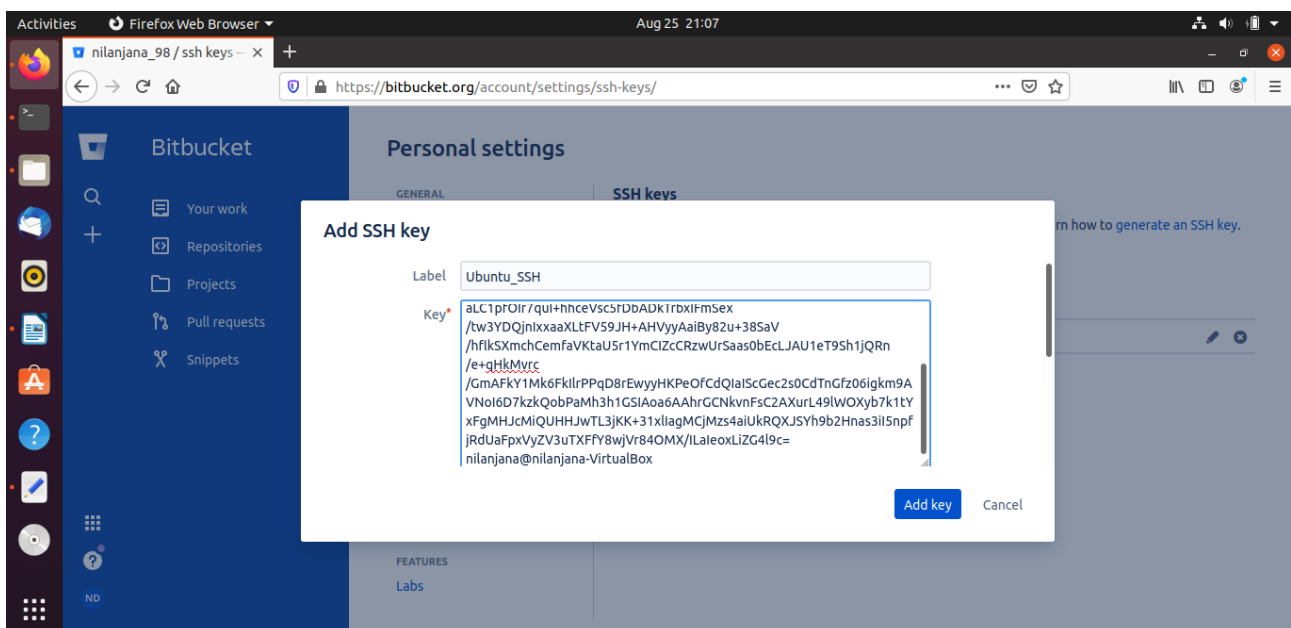 Activities
Firefox Web Browser
Aug 25 21:07
nilanjana_98 / ssh keys —
https://bitbucket.org/account/settings/ssh-keys/
Bitbucket
Your work
Repositories
Projects
Pull requests
Snippets
ND
Personal settings
GENERAL
SSH keys
rn how to generate an SSH key.
Add SSH key
Label
Ubuntu_SSH
Key*
/tw3YDQjnIxxaaXLtFV59JH+AHVyyAaiBy82u+38SaV
/hflkSXmchCemfaVKtaU5r1YmCIZcCRzwUrSaas0bEcLJAU1eT9Sh1jQRn
/e+gHkMvrc
/GmAFkY1Mk6FkIlrPPqD8rEwyyHKPeOfCdQIaIScGec2s0CdTnGfz06igkm9A
VNoI6D7kzkQobPaMh3h1GSIAoa6AAhrGCNkvnFsC2AXurL49lWOXyb7k1tY
xFgMHJcMiQUHHJwTL3jKK+31xlIagMCjMzs4aiUkRQXJSYh9b2Hnas3iI5npf
jRdUaFpxVyZV3uTXFfY8wjVr84OMX/ILaIeoxLiZG4l9c=
nilanjana@nilanjana-VirtualBox
Add key
Cancel
FEATURES
Labs